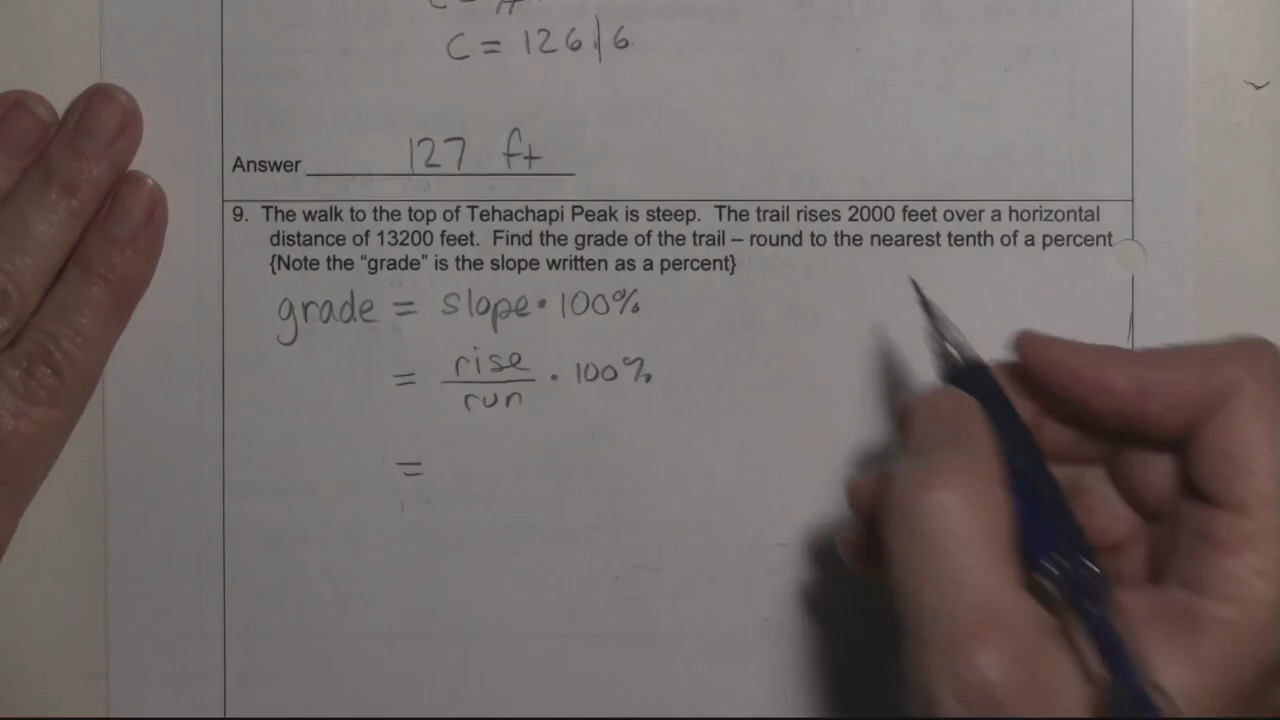 C = 126|6
Answer 127 ft
9. The walk to the top of Tehachapi Peak is steep. The trail rises 2000 feet over a horizontal
distance of 13200 feet. Find the grade of the trail – round to the nearest tenth of a percent
{Note the “grade” is the slope written as a percent}
grade = slope · 100%
= rise / run · 100%
=